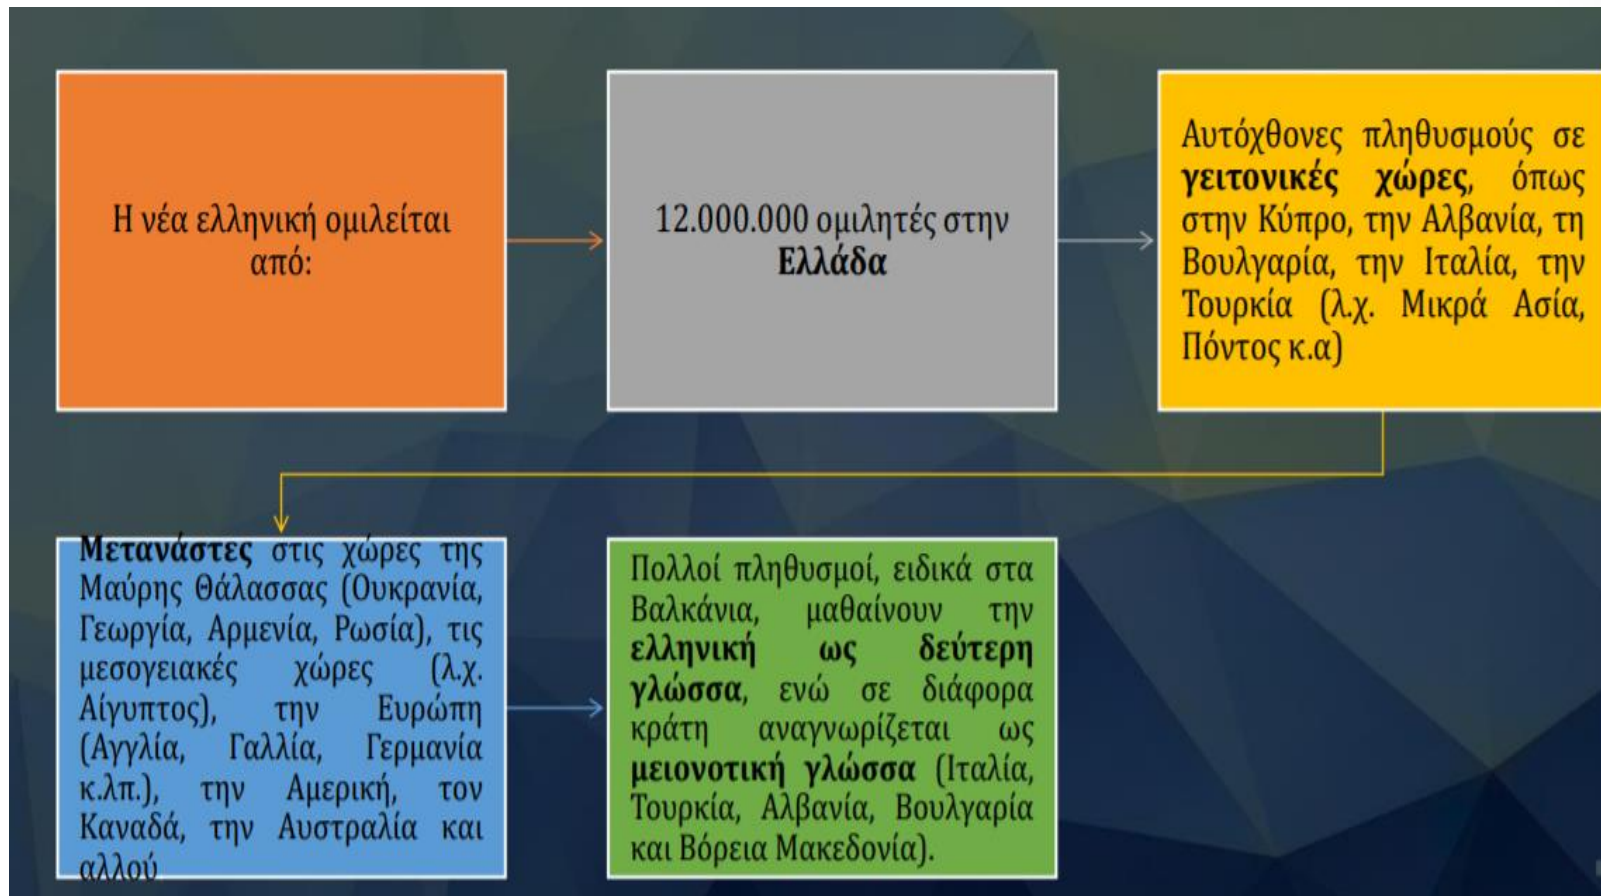 Η νέα ελληνική ομιλείται
από:
12.000.000 ομιλητές στην
Ελλάδα
Αυτόχθονες πληθυσμούς σε
γειτονικές χώρες, όπως
στην Κύπρο, την Αλβανία, τη
Βουλγαρία, την Ιταλία, την
Τουρκία (λ.χ. Μικρά Ασία,
Πόντος κ.α)
Μετανάστες στις χώρες της
Μαύρης Θάλασσας (Ουκρανία,
Γεωργία, Αρμενία, Ρωσία), τις
μεσογειακές χώρες (λ.χ.
Αίγυπτος), την Ευρώπη
(Αγγλία, Γαλλία, Γερμανία
κ.λπ.), την Αμερική, τον
Καναδά, την Αυστραλία και
αλλού
Πολλοί πληθυσμοί, ειδικά στα
Βαλκάνια, μαθαίνουν την
ελληνική ως δεύτερη
γλώσσα, ενώ σε διάφορα
κράτη αναγνωρίζεται ως
μειονοτική γλώσσα (Ιταλία,
Τουρκία, Αλβανία, Βουλγαρία
και Βόρεια Μακεδονία).